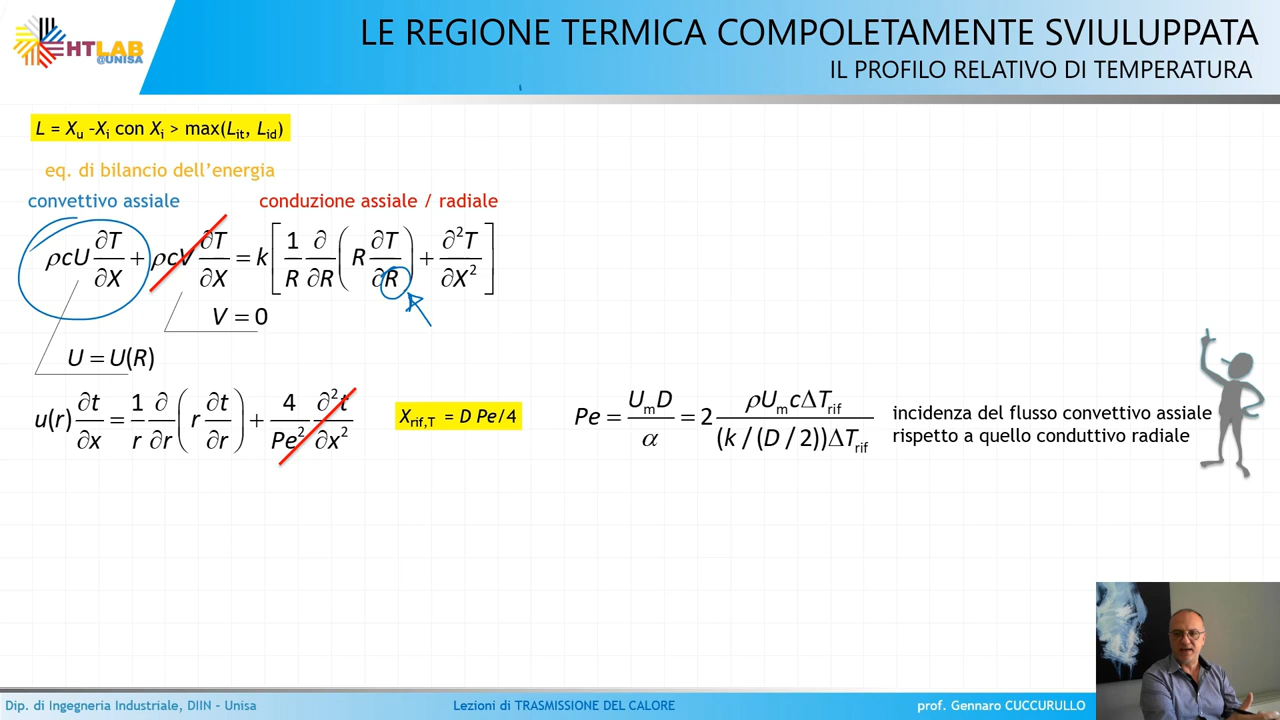 HTLAB
@UNISA
LE REGIONE TERMICA COMPOLETAMENTE SVIULUPPATA
IL PROFILO RELATIVO DI TEMPERATURA
L = Xu –Xi con Xi > max(Lit, Lid)
eq. di bilancio dell'energia
convettivo assiale
conduzione assiale / radiale
ρcU ∂T/∂X + ρcV ∂T/∂X = k[1/R ∂/∂R (R ∂T/∂R) + ∂²T/∂X²]
V = 0
U = U(R)
u(r) ∂t/∂x = 1/r ∂/∂r (r ∂t/∂r) + 4/Pe² ∂²t/∂x²
Xrif,T = D Pe/4
Pe = UmD/α = 2 ρUmcΔTrif/((k / (D / 2))ΔTrif)
incidenza del flusso convettivo assiale
rispetto a quello conduttivo radiale
Dip. di Ingegneria Industriale, DIIN – Unisa
Lezioni di TRASMISSIONE DEL CALORE
prof. Gennaro CUCCURULLO